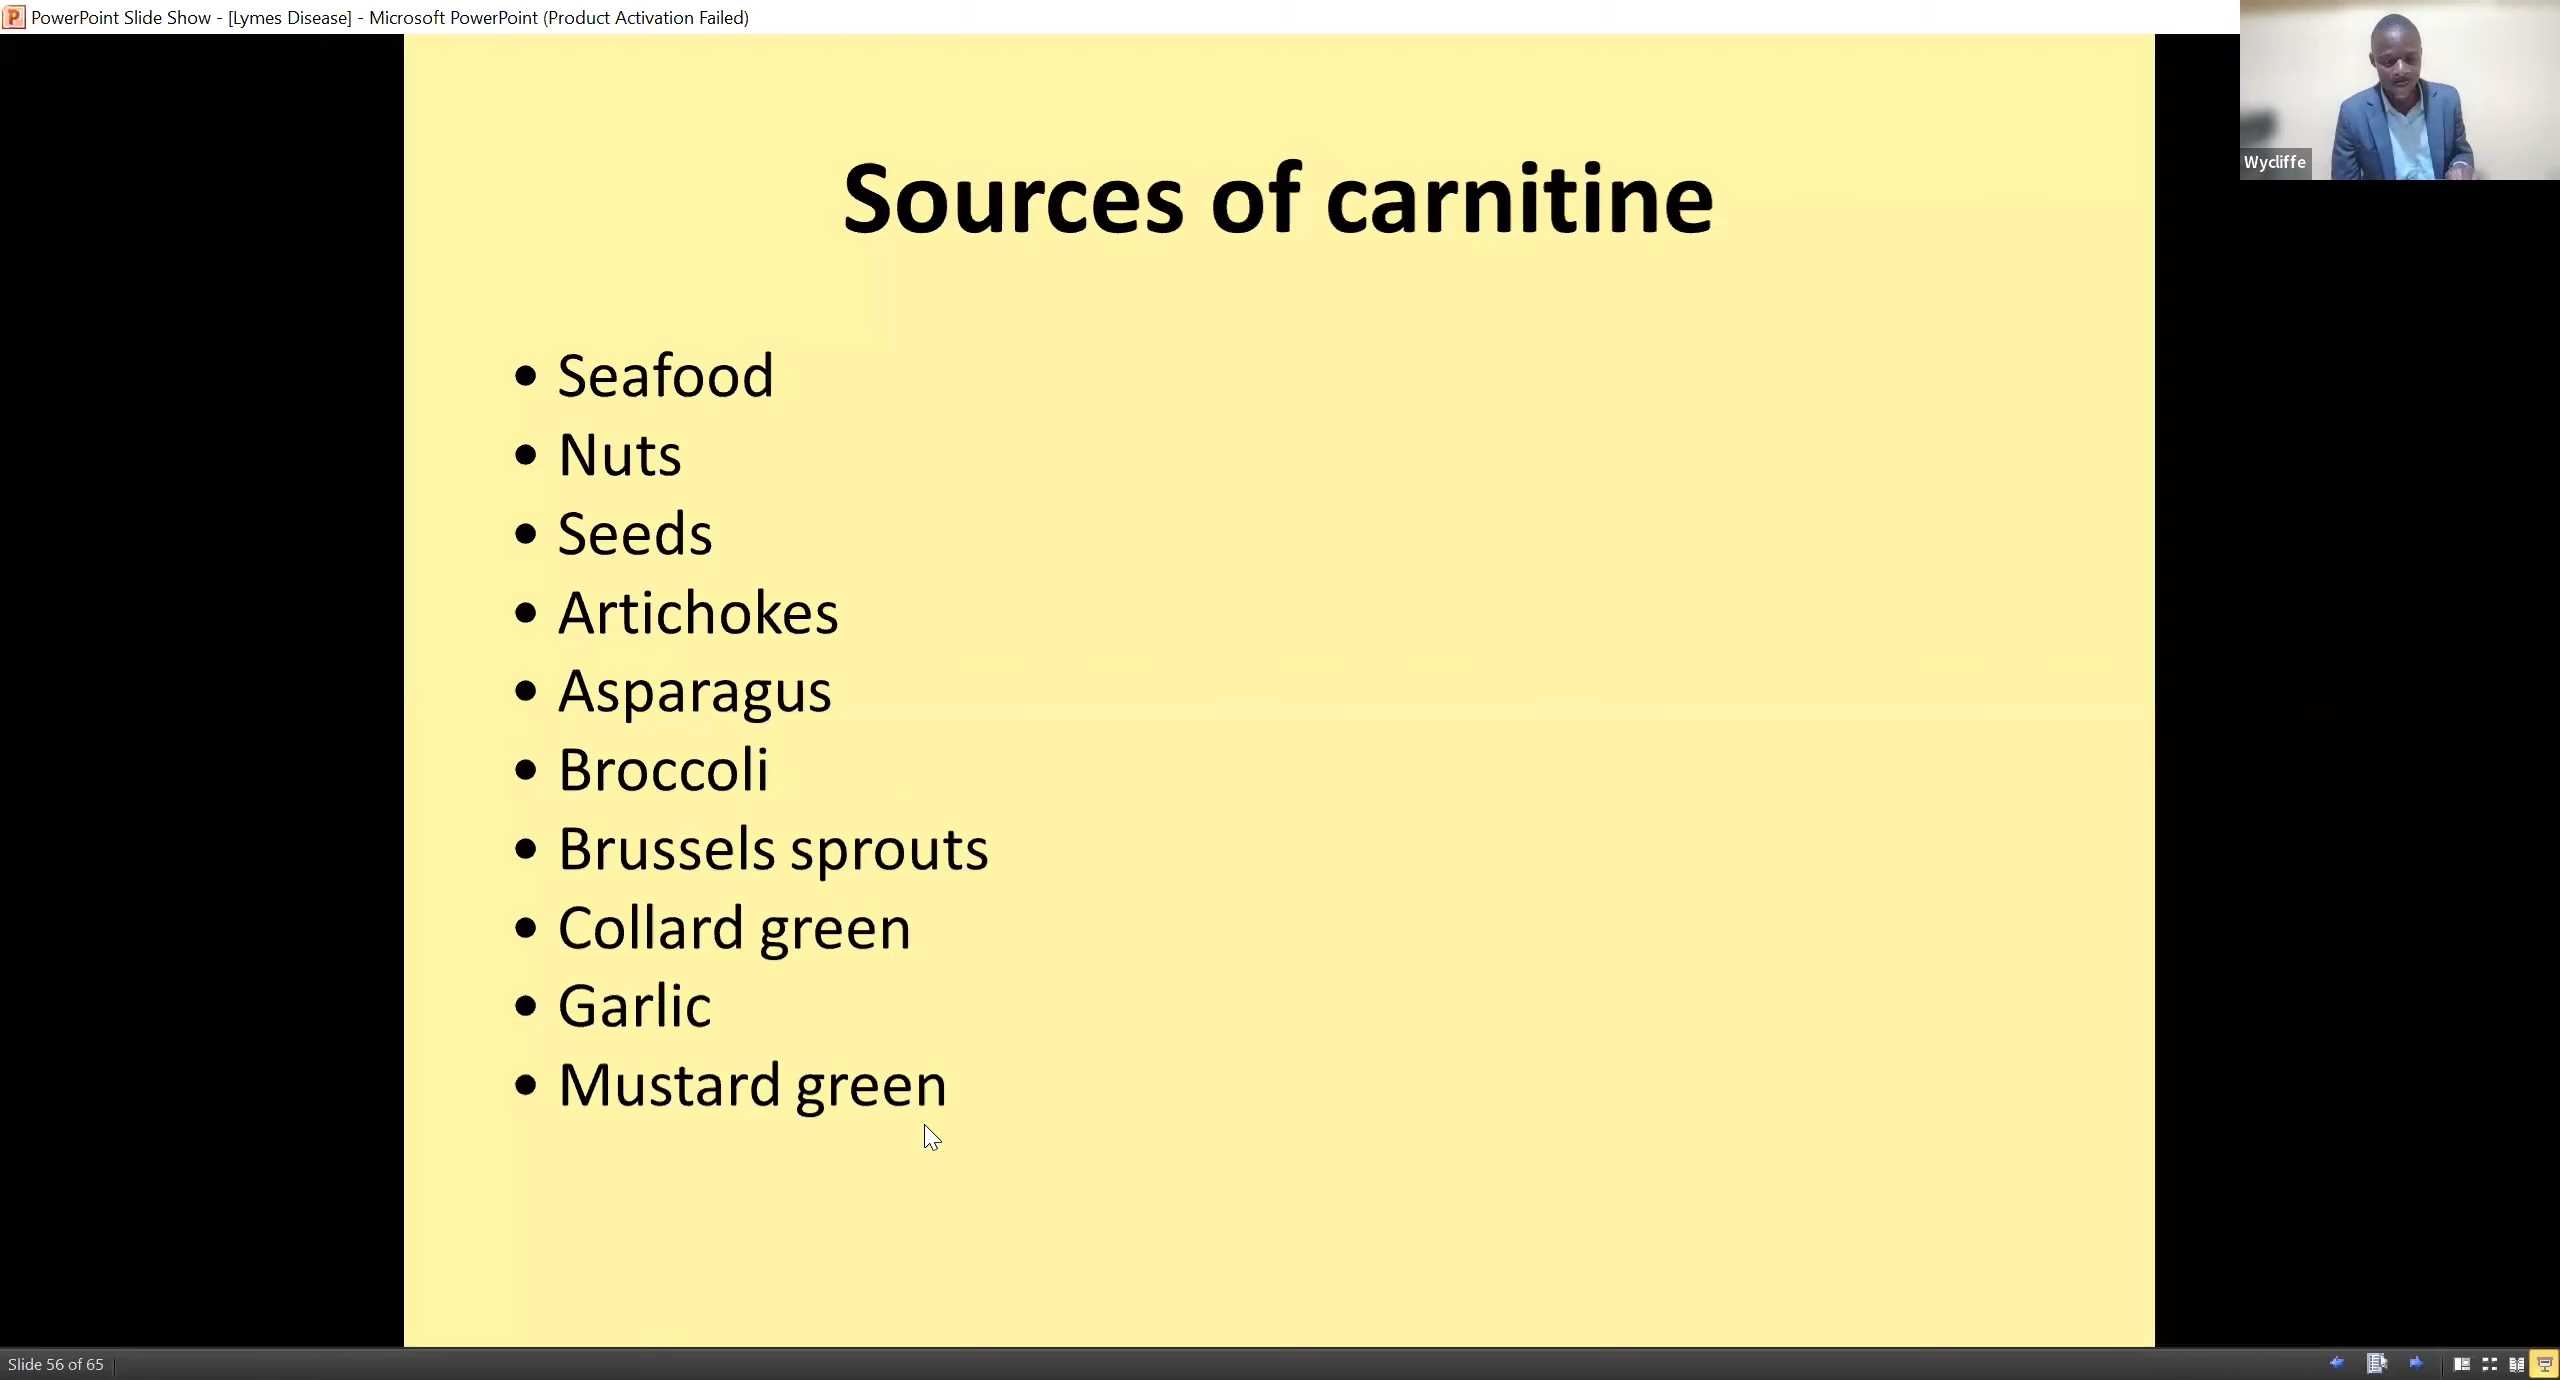 PowerPoint Slide Show - [Lymes Disease] - Microsoft PowerPoint (Product Activation Failed)
Wycliffe
Sources of carnitine
• Seafood
• Nuts
• Seeds
• Artichokes
• Asparagus
• Broccoli
• Brussels sprouts
• Collard green
• Garlic
• Mustard green
Slide 56 of 65